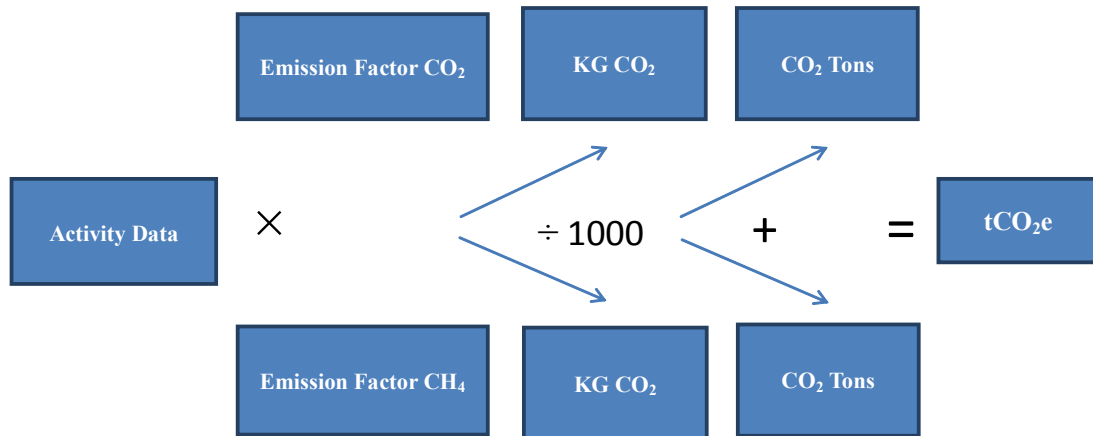 Emission Factor CO₂
KG CO₂
CO₂ Tons
Activity Data
×
÷ 1000
+
=
tCO₂e
Emission Factor CH₄
KG CO₂
CO₂ Tons